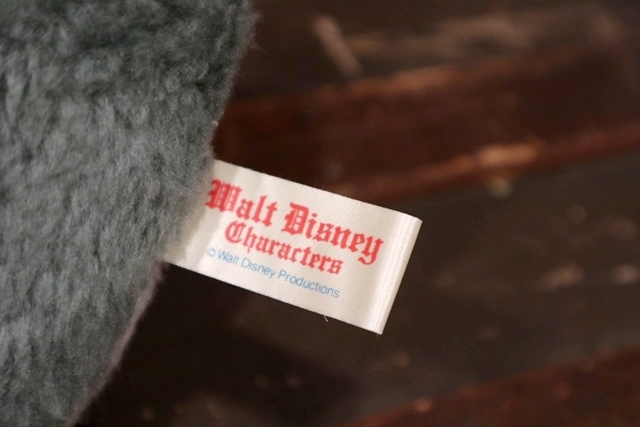 Walt Disney
Characters
©Walt Disney Productions